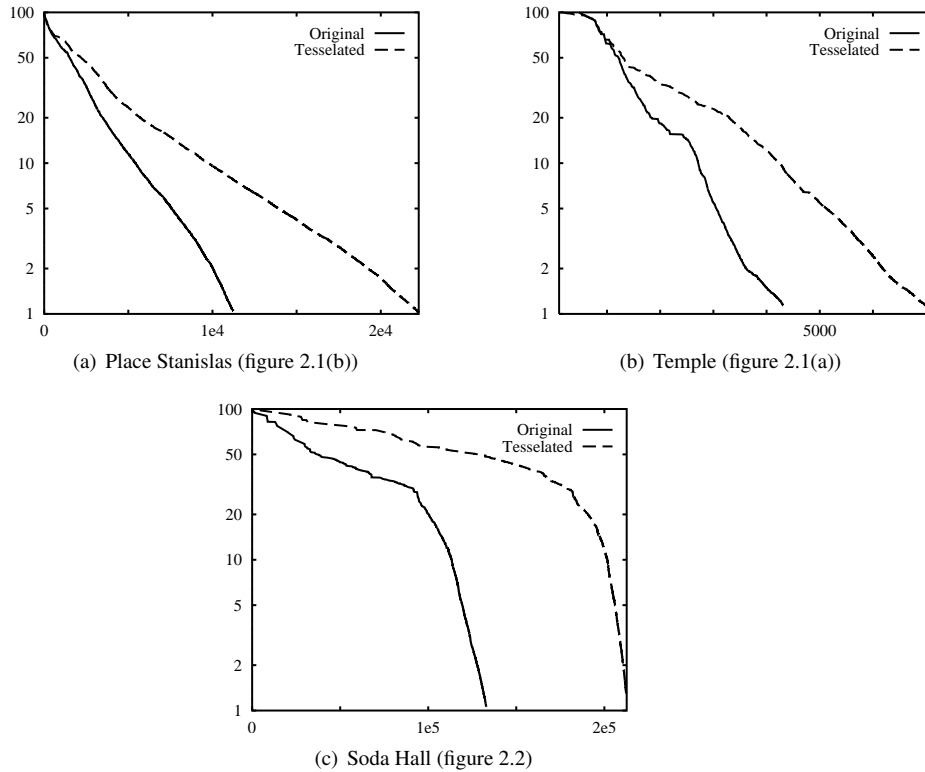 100
50
20
10
5
2
1
0
1e4
2e4
Original
Tesselated
(a) Place Stanislas (figure 2.1(b))
100
50
20
10
5
2
1
5000
Original
Tesselated
(b) Temple (figure 2.1(a))
100
50
20
10
5
2
1
0
1e5
2e5
Original
Tesselated
(c) Soda Hall (figure 2.2)